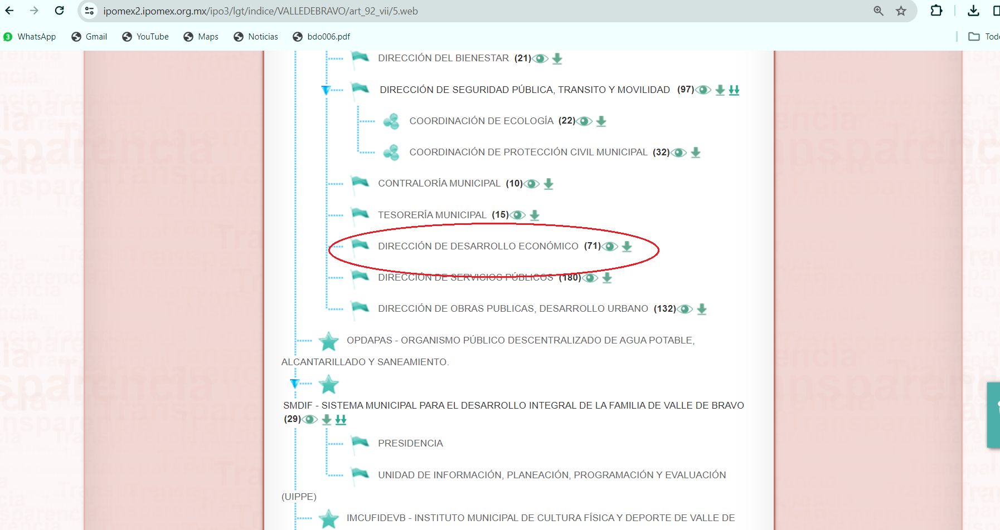 ipomex2.ipomex.org.mx/ipo3/lgt/indice/VALLEDEBRAVO/art_92_vii/5.web
3 WhatsApp Gmail YouTube Maps Noticias bdo006.pdf
DIRECCIÓN DEL BIENESTAR (21)
DIRECCIÓN DE SEGURIDAD PÚBLICA, TRANSITO Y MOVILIDAD (97)
COORDINACIÓN DE ECOLOGÍA (22)
COORDINACIÓN DE PROTECCIÓN CIVIL MUNICIPAL (32)
CONTRALORÍA MUNICIPAL (10)
TESORERÍA MUNICIPAL (15)
DIRECCIÓN DE DESARROLLO ECONÓMICO (71)
DIRECCIÓN DE SERVICIOS PÚBLICOS (180)
DIRECCIÓN DE OBRAS PUBLICAS, DESARROLLO URBANO (132)
OPDAPAS - ORGANISMO PÚBLICO DESCENTRALIZADO DE AGUA POTABLE,
ALCANTARILLADO Y SANEAMIENTO.
SMDIF - SISTEMA MUNICIPAL PARA EL DESARROLLO INTEGRAL DE LA FAMILIA DE VALLE DE BRAVO
(29)
PRESIDENCIA
UNIDAD DE INFORMACIÓN, PLANEACIÓN, PROGRAMACIÓN Y EVALUACIÓN
(UIPPE)
IMCUFIDEVB - INSTITUTO MUNICIPAL DE CULTURA FÍSICA Y DEPORTE DE VALLE DE